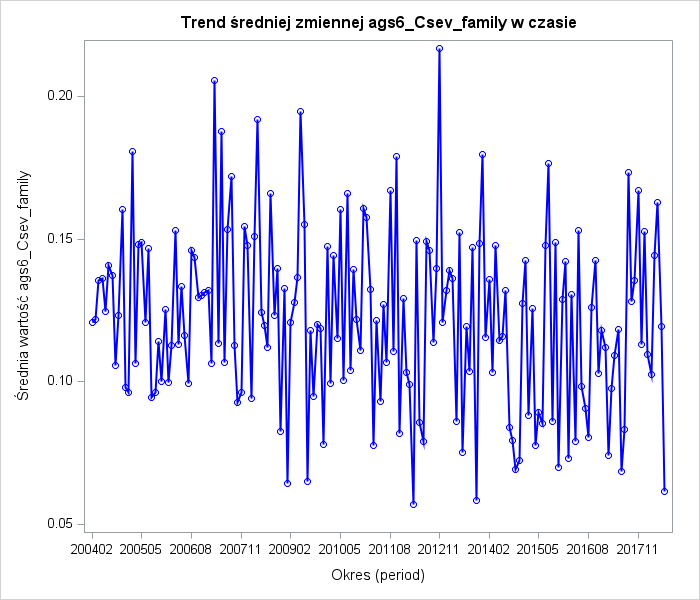 Trend średniej zmiennej ags6_Csev_family w czasie
Średnia wartość ags6_Csev_family
0.20
0.15
0.10
0.05
200402 200505 200608 200711 200902 201005 201108 201211 201402 201505 201608 201711
Okres (period)